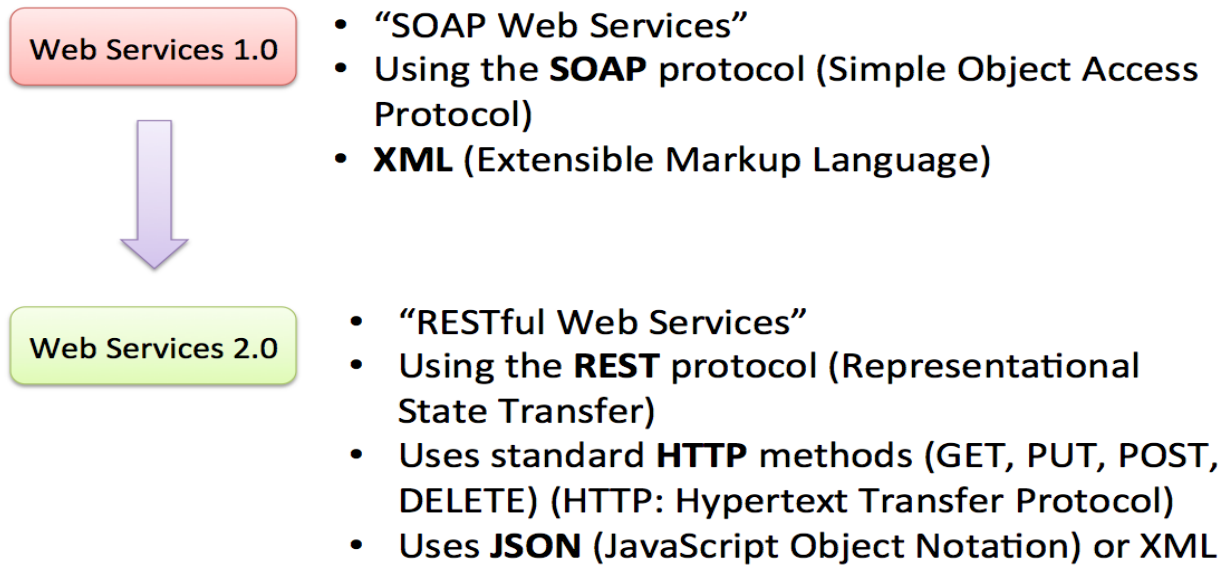 Web Services 1.0
• “SOAP Web Services”
• Using the SOAP protocol (Simple Object Access
Protocol)
• XML (Extensible Markup Language)
Web Services 2.0
• “RESTful Web Services”
• Using the REST protocol (Representational
State Transfer)
• Uses standard HTTP methods (GET, PUT, POST,
DELETE) (HTTP: Hypertext Transfer Protocol)
• Uses JSON (JavaScript Object Notation) or XML